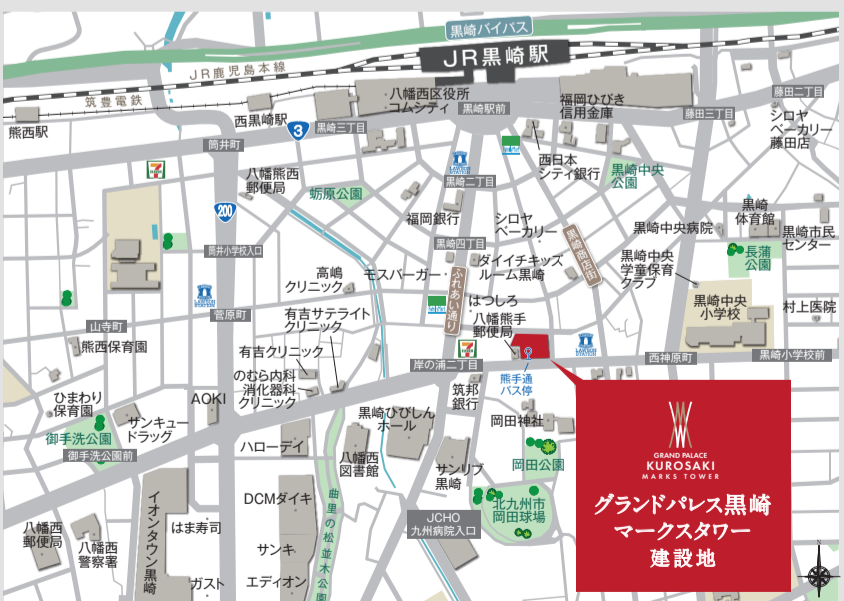 黒崎バイパス
JR黒崎駅
JR鹿児島本線
筑豊電鉄
熊西駅
西黒崎駅
3
黒崎三丁目
八幡西区役所
コムシティ
黒崎駅前
福岡ひびき
信用金庫
藤田二丁目
藤田三丁目
シロヤ
ベーカリー
藤田店
筒井町
八幡熊西
郵便局
200
蛎原公園
黒崎二丁目
西日本
シティ銀行
黒崎中央
公園
福岡銀行
シロヤ
ベーカリー
黒崎商店街
黒崎中央病院
黒崎
体育館
黒崎市民
センター
長蒲
公園
筒井小学校入口
黒崎四丁目
ダイイチキッズ
ルーム黒崎
黒崎中央
学童保育
クラブ
高嶋
クリニック
モスバーガー
ふれあい通り
はつしろ
八幡熊手
郵便局
黒崎中央
小学校
村上医院
菅原町
山寺町
有吉サテライト
クリニック
熊西保育園
有吉クリニック
岸の浦二丁目
熊手通
バス停
西神原町
黒崎小学校前
のむら内科
消化器科
クリニック
筑邦
銀行
ひまわり
保育園
AOKI
サンキュー
ドラッグ
御手洗公園
御手洗公園前
黒崎ひびしん
ホール
岡田神社
ハローデイ
八幡西
図書館
サンリブ
黒崎
岡田公園
イオンタウン黒崎
DCMダイキ
曲里の松並木公園
北九州市
岡田球場
JCHO
九州病院入口
八幡西
郵便局
八幡西
警察署
はま寿司
サンキ
ガスト
エディオン
GRAND PALACE
KUROSAKI
MARKS TOWER
グランドパレス黒崎
マークスタワー
建設地
N